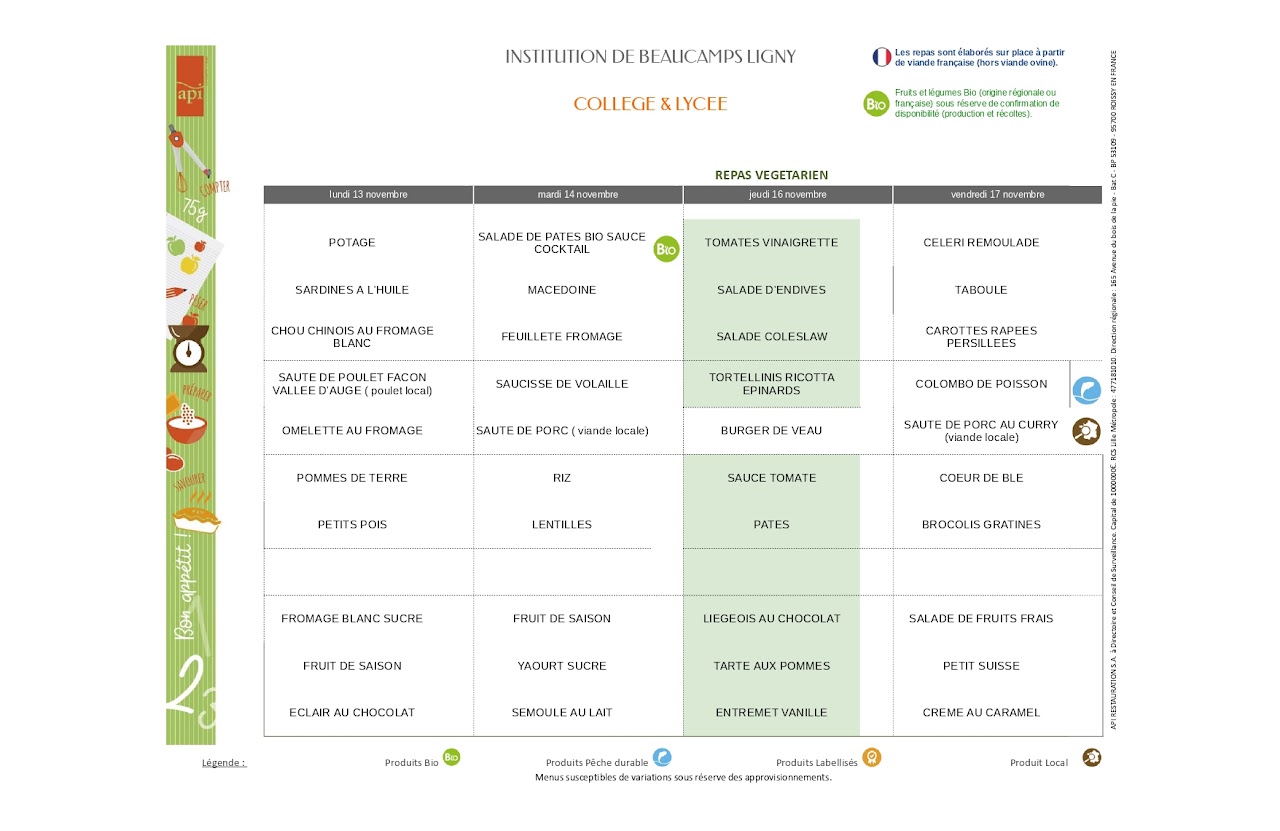 INSTITUTION DE BEAUCAMPS LIGNY
COLLEGE & LYCEE
Les repas sont élaborés sur place à partir
de viande française (hors viande ovine).
BIO
Fruits et légumes Bio (origine régionale ou
française) sous réserve de confirmation de
disponibilité (production et récoltes).
api
COMPTER
75g
PESER
PRÉPARER
SAVOURER
Bon appétit !
2
3
REPAS VEGETARIEN
lundi 13 novembre
mardi 14 novembre
jeudi 16 novembre
vendredi 17 novembre
POTAGE
SALADE DE PATES BIO SAUCE
COCKTAIL
BIO
TOMATES VINAIGRETTE
CELERI REMOULADE
SARDINES A L'HUILE
MACEDOINE
SALADE D'ENDIVES
TABOULE
CHOU CHINOIS AU FROMAGE
BLANC
FEUILLETE FROMAGE
SALADE COLESLAW
CAROTTES RAPEES
PERSILLEES
SAUTE DE POULET FACON
VALLEE D'AUGE ( poulet local)
SAUCISSE DE VOLAILLE
TORTELLINIS RICOTTA
EPINARDS
COLOMBO DE POISSON
OMELETTE AU FROMAGE
SAUTE DE PORC ( viande locale)
BURGER DE VEAU
SAUTE DE PORC AU CURRY
(viande locale)
POMMES DE TERRE
RIZ
SAUCE TOMATE
COEUR DE BLE
PETITS POIS
LENTILLES
PATES
BROCOLIS GRATINES
FROMAGE BLANC SUCRE
FRUIT DE SAISON
LIEGEOIS AU CHOCOLAT
SALADE DE FRUITS FRAIS
FRUIT DE SAISON
YAOURT SUCRE
TARTE AUX POMMES
PETIT SUISSE
ECLAIR AU CHOCOLAT
SEMOULE AU LAIT
ENTREMET VANILLE
CREME AU CARAMEL
API RESTAURATION S.A. à Directoire et Conseil de Surveillance. Capital de 1000000€. RCS Lille Métropole : 477181010. Direction régionale : 165 Avenue du bois de la pie - Bat C - BP 53109 - 95700 ROISSY EN FRANCE
Légende :
Produits Bio
BIO
Produits Pêche durable
Produits Labellisés
Produit Local
Menus susceptibles de variations sous réserve des approvisionnements.